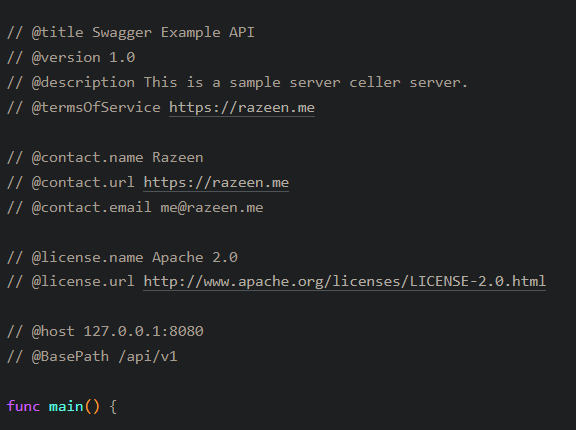 // @title Swagger Example API
// @version 1.0
// @description This is a sample server celler server.
// @termsOfService https://razeen.me
// @contact.name Razeen
// @contact.url https://razeen.me
// @contact.email me@razeen.me
// @license.name Apache 2.0
// @license.url http://www.apache.org/licenses/LICENSE-2.0.html
// @host 127.0.0.1:8080
// @BasePath /api/v1
func main() {